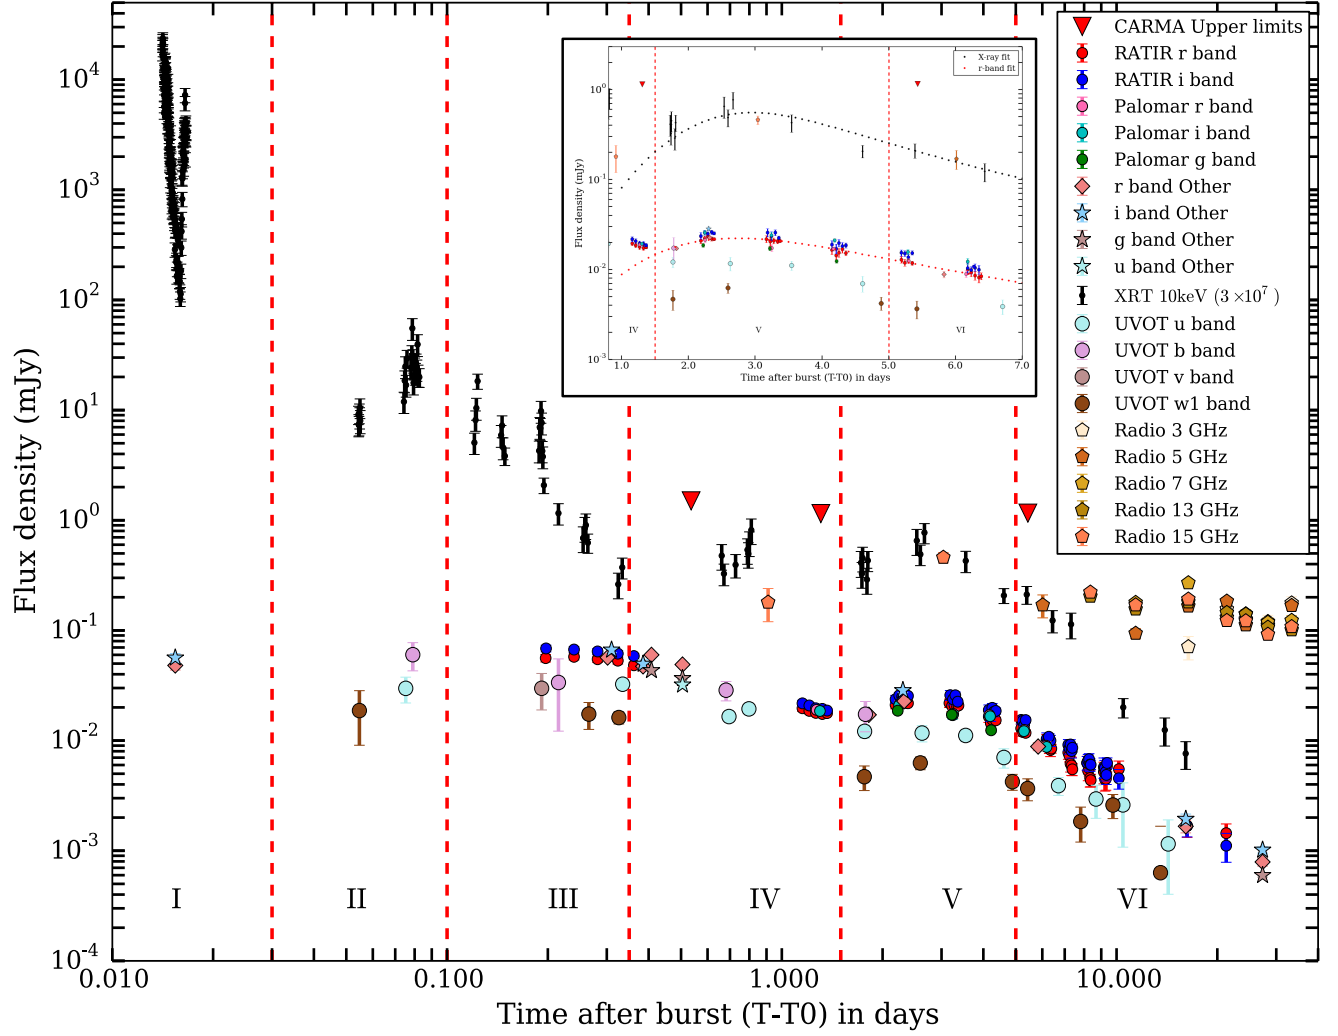 CARMA Upper limits
RATIR r band
RATIR i band
Palomar r band
Palomar i band
Palomar g band
r band Other
i band Other
g band Other
u band Other
XRT 10keV (3 ×10⁷ )
UVOT u band
UVOT b band
UVOT v band
UVOT w1 band
Radio 3 GHz
Radio 5 GHz
Radio 7 GHz
Radio 13 GHz
Radio 15 GHz
X-ray fit
r-band fit
10⁰
10⁻¹
10⁻²
10⁻³
Flux density (mJy)
IV
V
VI
1.0 2.0 3.0 4.0 5.0 6.0 7.0
Time after burst (T-T0) in days
10⁴
10³
10²
10¹
10⁰
10⁻¹
10⁻²
10⁻³
10⁻⁴
Flux density (mJy)
I II III IV V VI
0.010 0.100 1.000 10.000
Time after burst (T-T0) in days